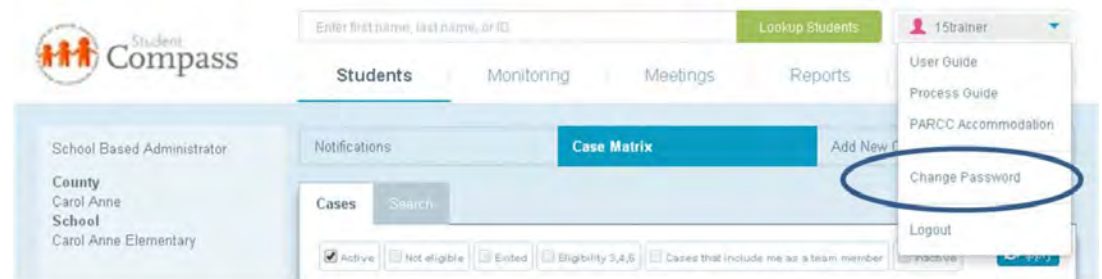 Student
Compass
Enter first name, last name, or ID
Lookup Students
15trainer
Students
Monitoring
Meetings
Reports
User Guide
Process Guide
PARCC Accommodation
Change Password
Logout
School Based Administrator
County
Carol Anne
School
Carol Anne Elementary
Notifications
Case Matrix
Add New
Cases
Search
Active
Not eligible
Exited
Eligibility 3,4,6
Cases that include me as a team member
Inactive